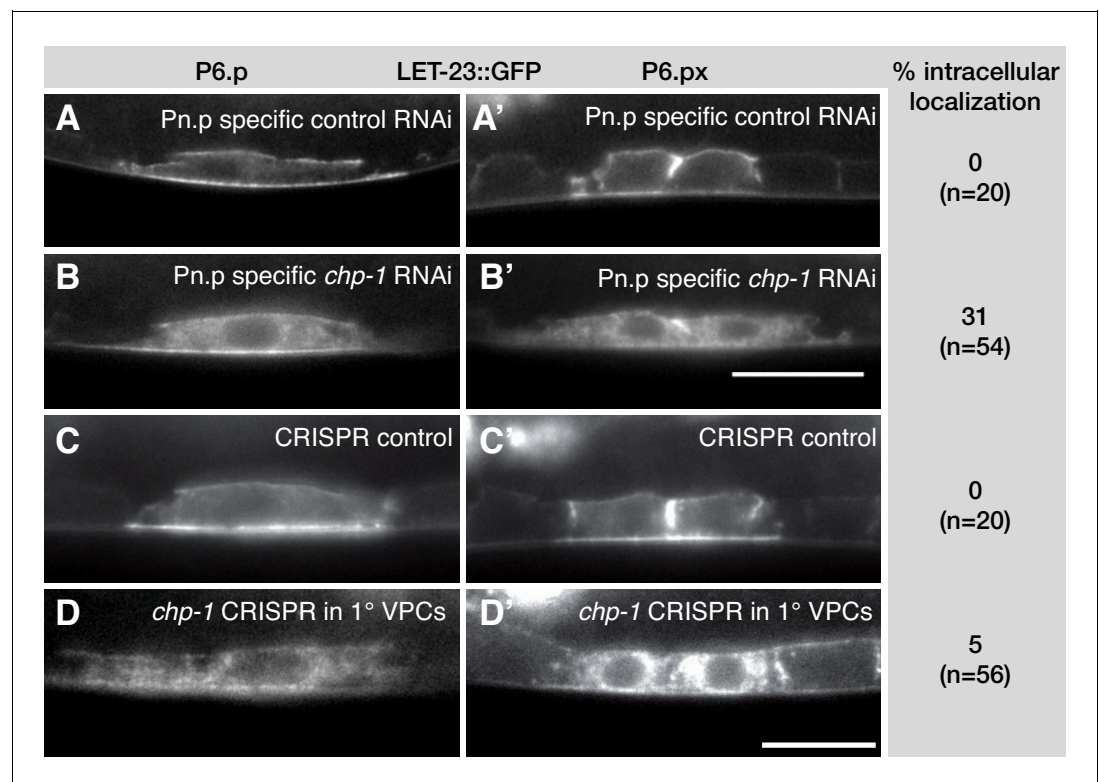 P6.p LET-23::GFP P6.px % intracellular
localization
A Pn.p specific control RNAi
A' Pn.p specific control RNAi
0
(n=20)
B Pn.p specific chp-1 RNAi
B' Pn.p specific chp-1 RNAi
31
(n=54)
C CRISPR control
C' CRISPR control
0
(n=20)
D chp-1 CRISPR in 1° VPCs
D' chp-1 CRISPR in 1° VPCs
5
(n=56)